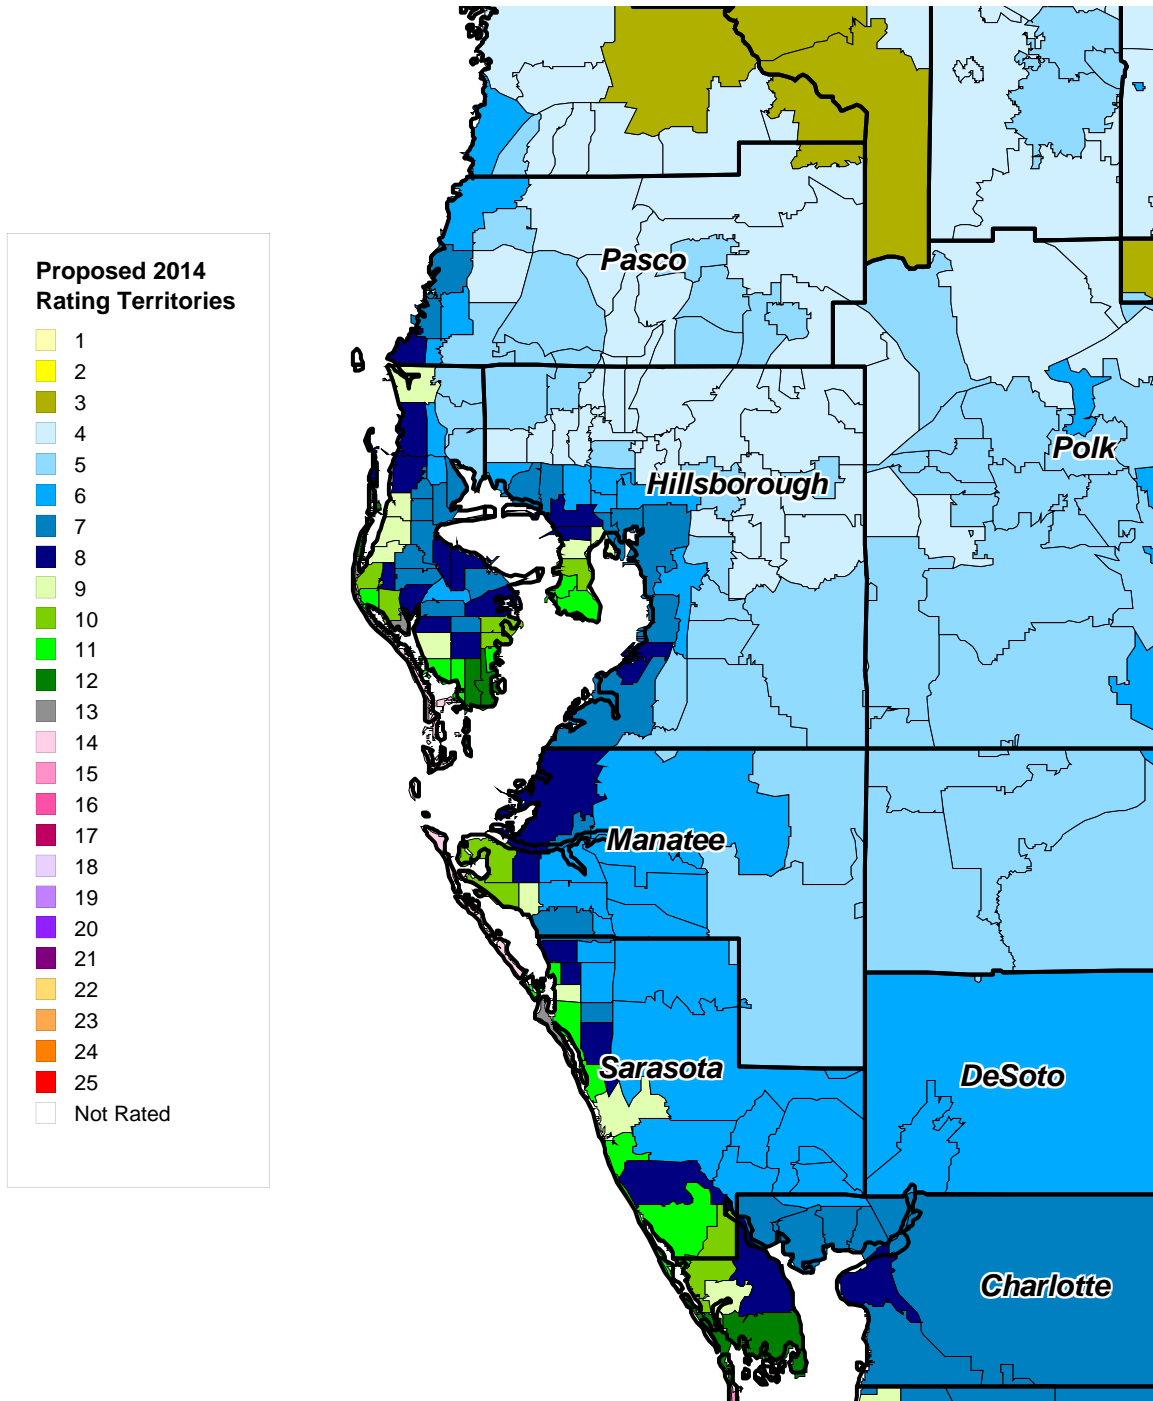 Proposed 2014
Rating Territories
1
2
3
4
5
6
7
8
9
10
11
12
13
14
15
16
17
18
19
20
21
22
23
24
25
Not Rated
Pasco
Polk
Hillsborough
Manatee
Sarasota
DeSoto
Charlotte